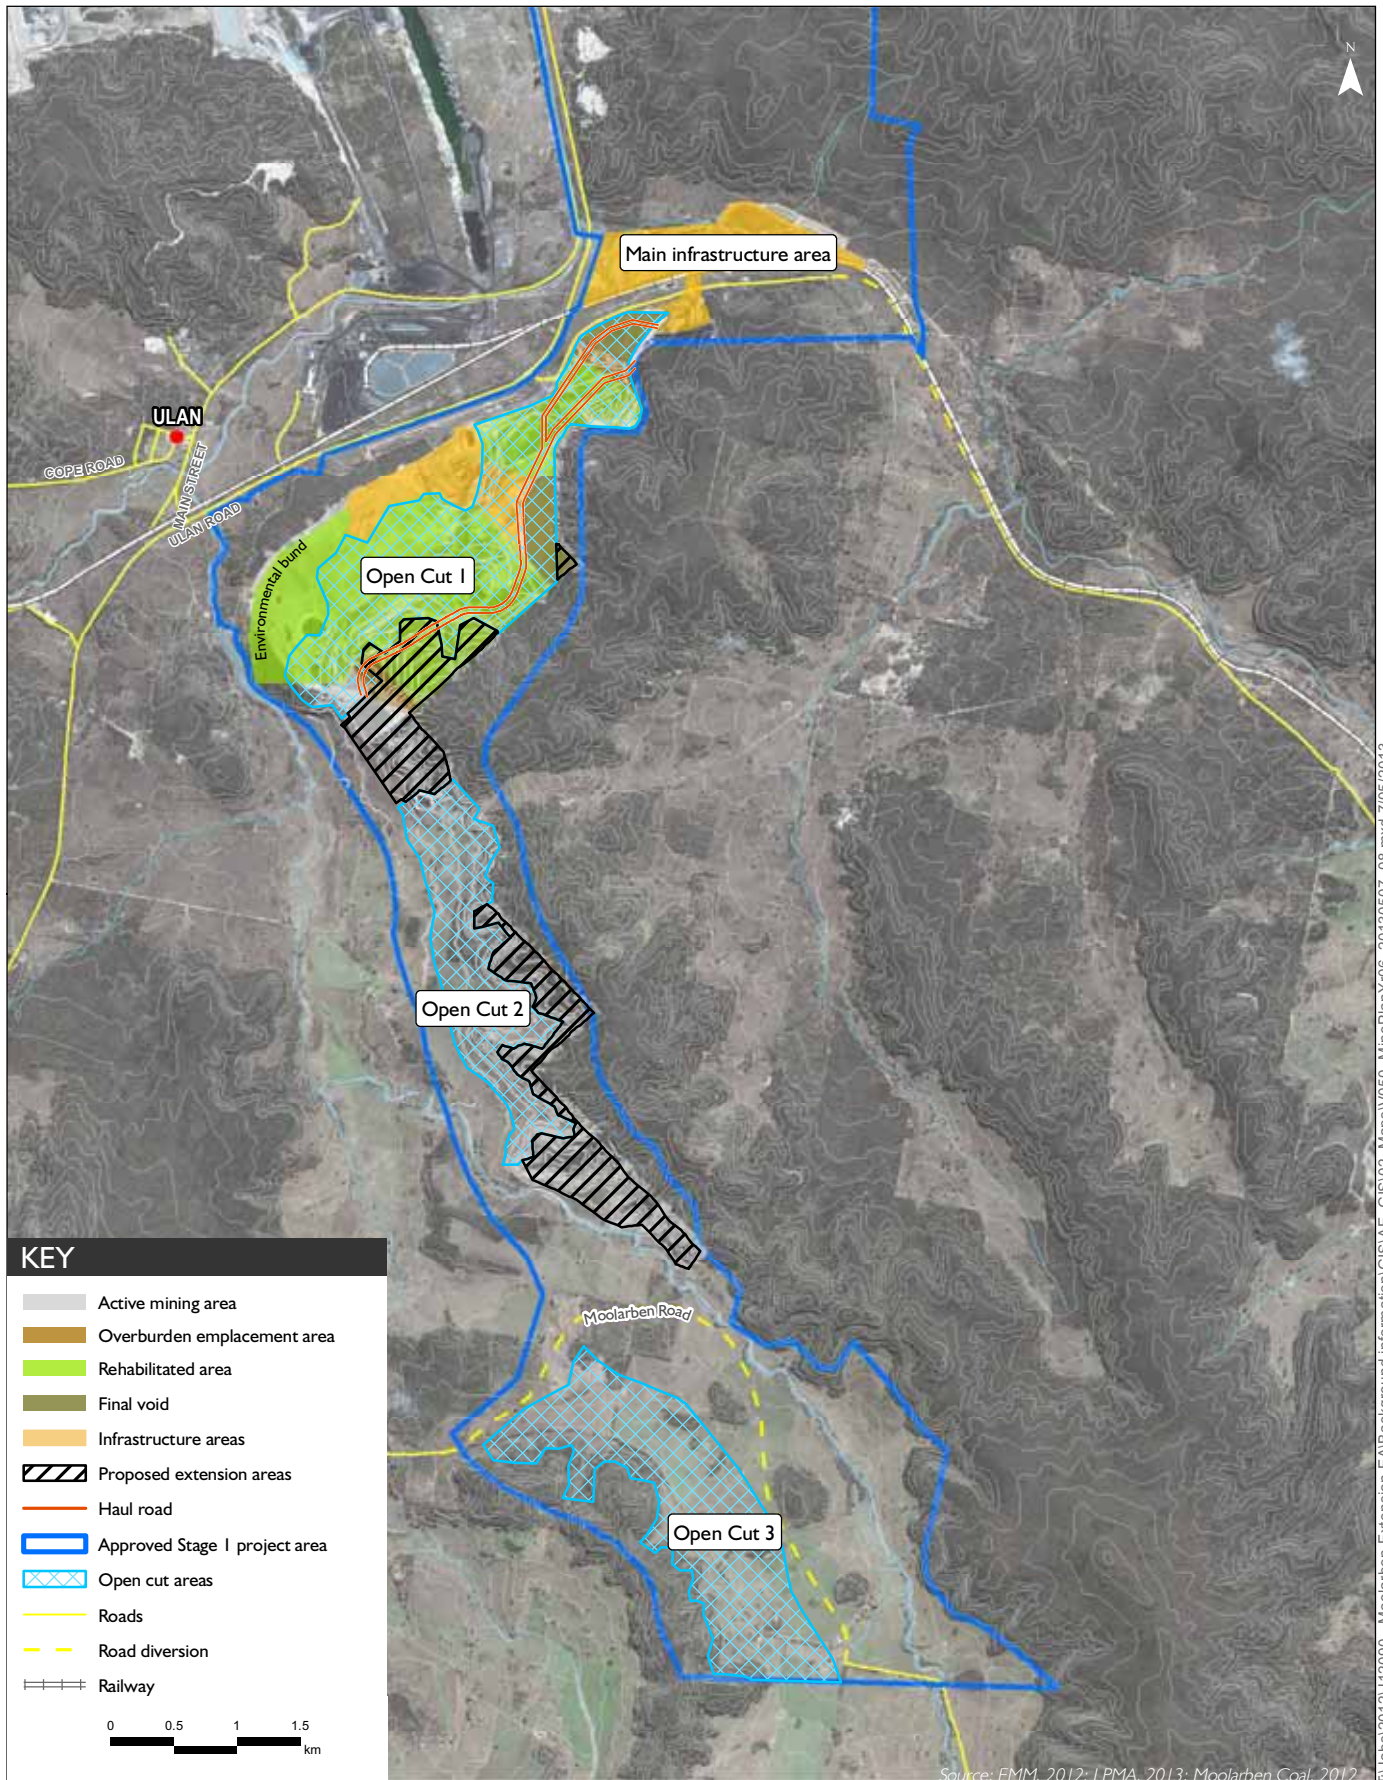 N
Main infrastructure area
ULAN
COPE ROAD
MAIN STREET
ULAN ROAD
Environmental bund
Open Cut 1
Open Cut 2
Moolarben Road
Open Cut 3
KEY
Active mining area
Overburden emplacement area
Rehabilitated area
Final void
Infrastructure areas
Proposed extension areas
Haul road
Approved Stage 1 project area
Open cut areas
Roads
Road diversion
Railway
0 0.5 1 1.5
km
Source: EMM, 2012; LPMA, 2013; Moolarben Coal, 2012